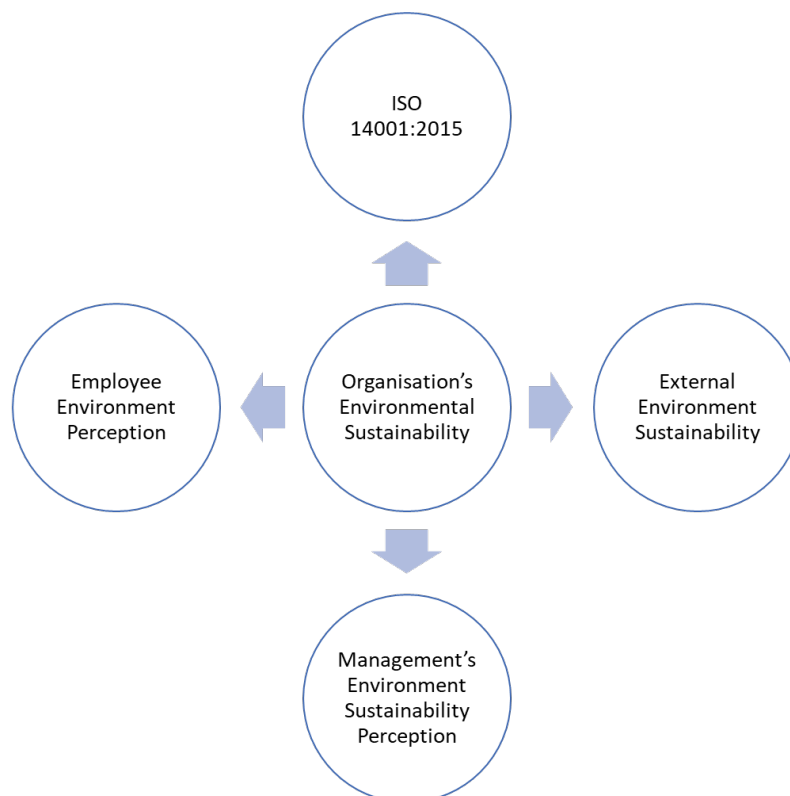 ISO
14001:2015
Employee
Environment
Perception
Organisation’s
Environmental
Sustainability
External
Environment
Sustainability
Management’s
Environment
Sustainability
Perception